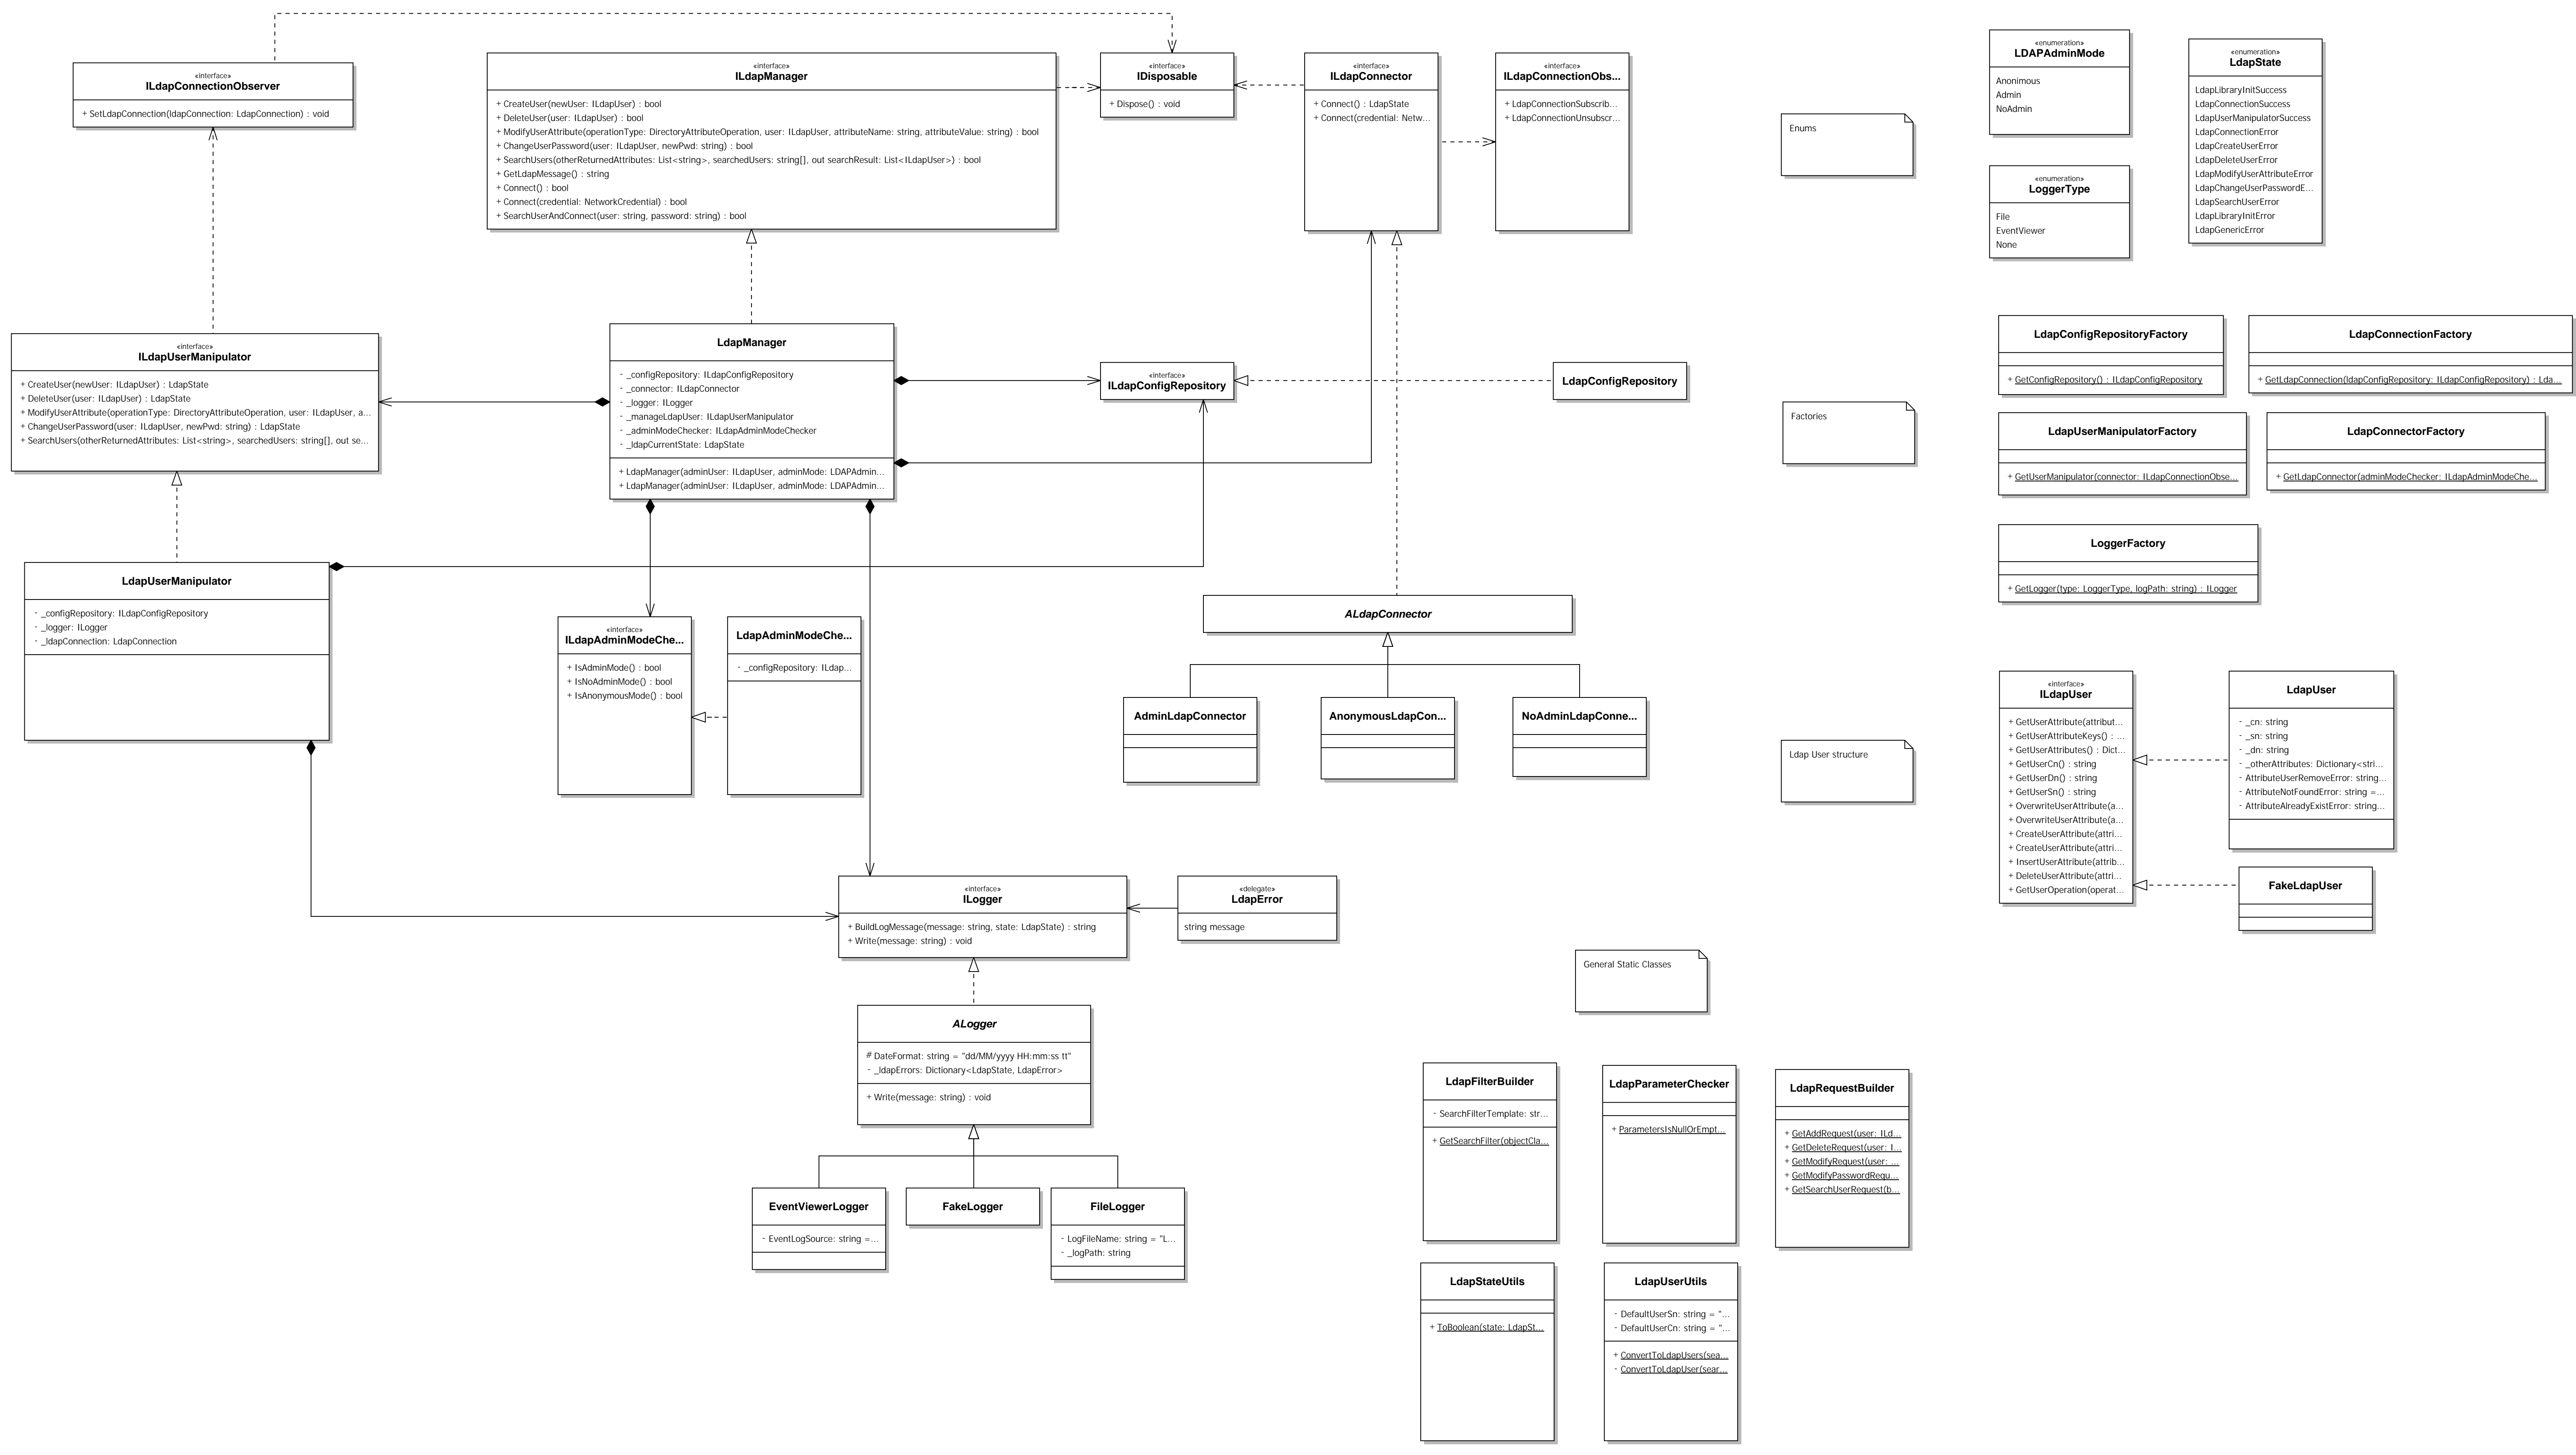 «interface»
ILdapConnectionObserver
+ SetLdapConnection(ldapConnection: LdapConnection) : void
«interface»
ILdapManager
+ CreateUser(newUser: ILdapUser) : bool
+ DeleteUser(user: ILdapUser) : bool
+ ModifyUserAttribute(operationType: DirectoryAttributeOperation, user: ILdapUser, attributeName: string, attributeValue: string) : bool
+ ChangeUserPassword(user: ILdapUser, newPwd: string) : bool
+ SearchUsers(otherReturnedAttributes: List<string>, searchedUsers: string[], out searchResult: List<ILdapUser>) : bool
+ GetLdapMessage() : string
+ Connect() : bool
+ Connect(credential: NetworkCredential) : bool
+ SearchUserAndConnect(user: string, password: string) : bool
«interface»
IDisposable
+ Dispose() : void
«interface»
ILdapConnector
+ Connect() : LdapState
+ Connect(credential: Netw...
«interface»
ILdapConnectionObs...
+ LdapConnectionSubscrib...
+ LdapConnectionUnsubscr...
Enums
«enumeration»
LDAPAdminMode
Anonimous
Admin
NoAdmin
«enumeration»
LoggerType
File
EventViewer
None
«enumeration»
LdapState
LdapLibraryInitSuccess
LdapConnectionSuccess
LdapUserManipulatorSuccess
LdapConnectionError
LdapCreateUserError
LdapDeleteUserError
LdapModifyUserAttributeError
LdapChangeUserPasswordE...
LdapSearchUserError
LdapLibraryInitError
LdapGenericError
«interface»
ILdapUserManipulator
+ CreateUser(newUser: ILdapUser) : LdapState
+ DeleteUser(user: ILdapUser) : LdapState
+ ModifyUserAttribute(operationType: DirectoryAttributeOperation, user: ILdapUser, a...
+ ChangeUserPassword(user: ILdapUser, newPwd: string) : LdapState
+ SearchUsers(otherReturnedAttributes: List<string>, searchedUsers: string[], out se...
LdapManager
- _configRepository: ILdapConfigRepository
- _connector: ILdapConnector
- _logger: ILogger
- _manageLdapUser: ILdapUserManipulator
- _adminModeChecker: ILdapAdminModeChecker
- _ldapCurrentState: LdapState
+ LdapManager(adminUser: ILdapUser, adminMode: LDAPAdmin...
+ LdapManager(adminUser: ILdapUser, adminMode: LDAPAdmin...
«interface»
ILdapConfigRepository
LdapConfigRepository
Factories
LdapConfigRepositoryFactory
+ GetConfigRepository() : ILdapConfigRepository
LdapConnectionFactory
+ GetLdapConnection(ldapConfigRepository: ILdapConfigRepository) : Lda...
LdapUserManipulatorFactory
+ GetUserManipulator(connector: ILdapConnectionObse...
LdapConnectorFactory
+ GetLdapConnector(adminModeChecker: ILdapAdminModeChe...
LoggerFactory
+ GetLogger(type: LoggerType, logPath: string) : ILogger
LdapUserManipulator
- _configRepository: ILdapConfigRepository
- _logger: ILogger
- _ldapConnection: LdapConnection
«interface»
ILdapAdminModeChe...
+ IsAdminMode() : bool
+ IsNoAdminMode() : bool
+ IsAnonymousMode() : bool
LdapAdminModeChe...
- _configRepository: ILdap...
ALdapConnector
AdminLdapConnector
AnonymousLdapCon...
NoAdminLdapConne...
Ldap User structure
«interface»
ILdapUser
+ GetUserAttribute(attribut...
+ GetUserAttributeKeys() : ...
+ GetUserAttributes() : Dict...
+ GetUserCn() : string
+ GetUserDn() : string
+ GetUserSn() : string
+ OverwriteUserAttribute(a...
+ OverwriteUserAttribute(a...
+ CreateUserAttribute(attri...
+ CreateUserAttribute(attri...
+ InsertUserAttribute(attrib...
+ DeleteUserAttribute(attri...
+ GetUserOperation(operat...
LdapUser
- _cn: string
- _sn: string
- _dn: string
- _otherAttributes: Dictionary<stri...
- AttributeUserRemoveError: string...
- AttributeNotFoundError: string =...
- AttributeAlreadyExistError: string...
FakeLdapUser
«interface»
ILogger
+ BuildLogMessage(message: string, state: LdapState) : string
+ Write(message: string) : void
«delegate»
LdapError
string message
ALogger
# DateFormat: string = "dd/MM/yyyy HH:mm:ss tt"
- _ldapErrors: Dictionary<LdapState, LdapError>
+ Write(message: string) : void
EventViewerLogger
- EventLogSource: string =...
FakeLogger
FileLogger
- LogFileName: string = "L...
- _logPath: string
General Static Classes
LdapFilterBuilder
- SearchFilterTemplate: str...
+ GetSearchFilter(objectCla...
LdapParameterChecker
+ ParametersIsNullOrEmpt...
LdapRequestBuilder
+ GetAddRequest(user: ILd...
+ GetDeleteRequest(user: I...
+ GetModifyRequest(user: ...
+ GetModifyPasswordRequ...
+ GetSearchUserRequest(b...
LdapStateUtils
+ ToBoolean(state: LdapSt...
LdapUserUtils
- DefaultUserSn: string = "...
- DefaultUserCn: string = "...
+ ConvertToLdapUsers(sea...
- ConvertToLdapUser(sear...